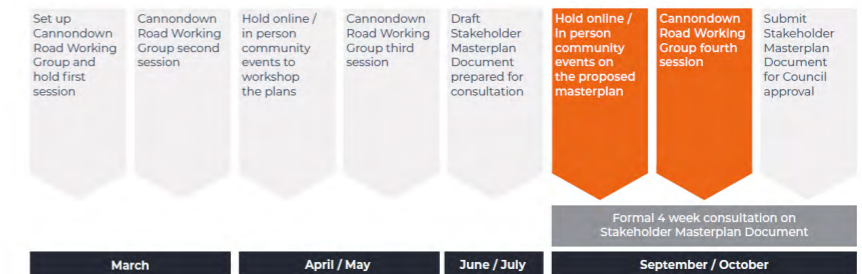 Set up
Cannondown
Road Working
Group and
hold first
session
Cannondown
Road Working
Group second
session
Hold online /
in person
community
events to
workshop
the plans
Cannondown
Road Working
Group third
session
Draft
Stakeholder
Masterplan
Document
prepared for
consultation
Hold online /
in person
community
events on
the proposed
masterplan
Cannondown
Road Working
Group fourth
session
Submit
Stakeholder
Masterplan
Document
for Council
approval
Formal 4 week consultation on
Stakeholder Masterplan Document
March
April / May
June / July
September / October